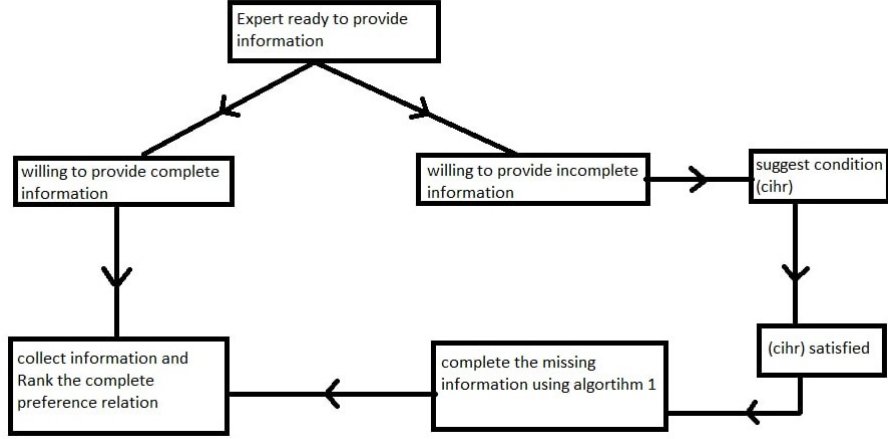 Expert ready to provide
information
willing to provide complete
information
willing to provide incomplete
information
suggest condition
(cihr)
collect information and
Rank the complete
preference relation
complete the missing
information using algortihm 1
(cihr) satisfied